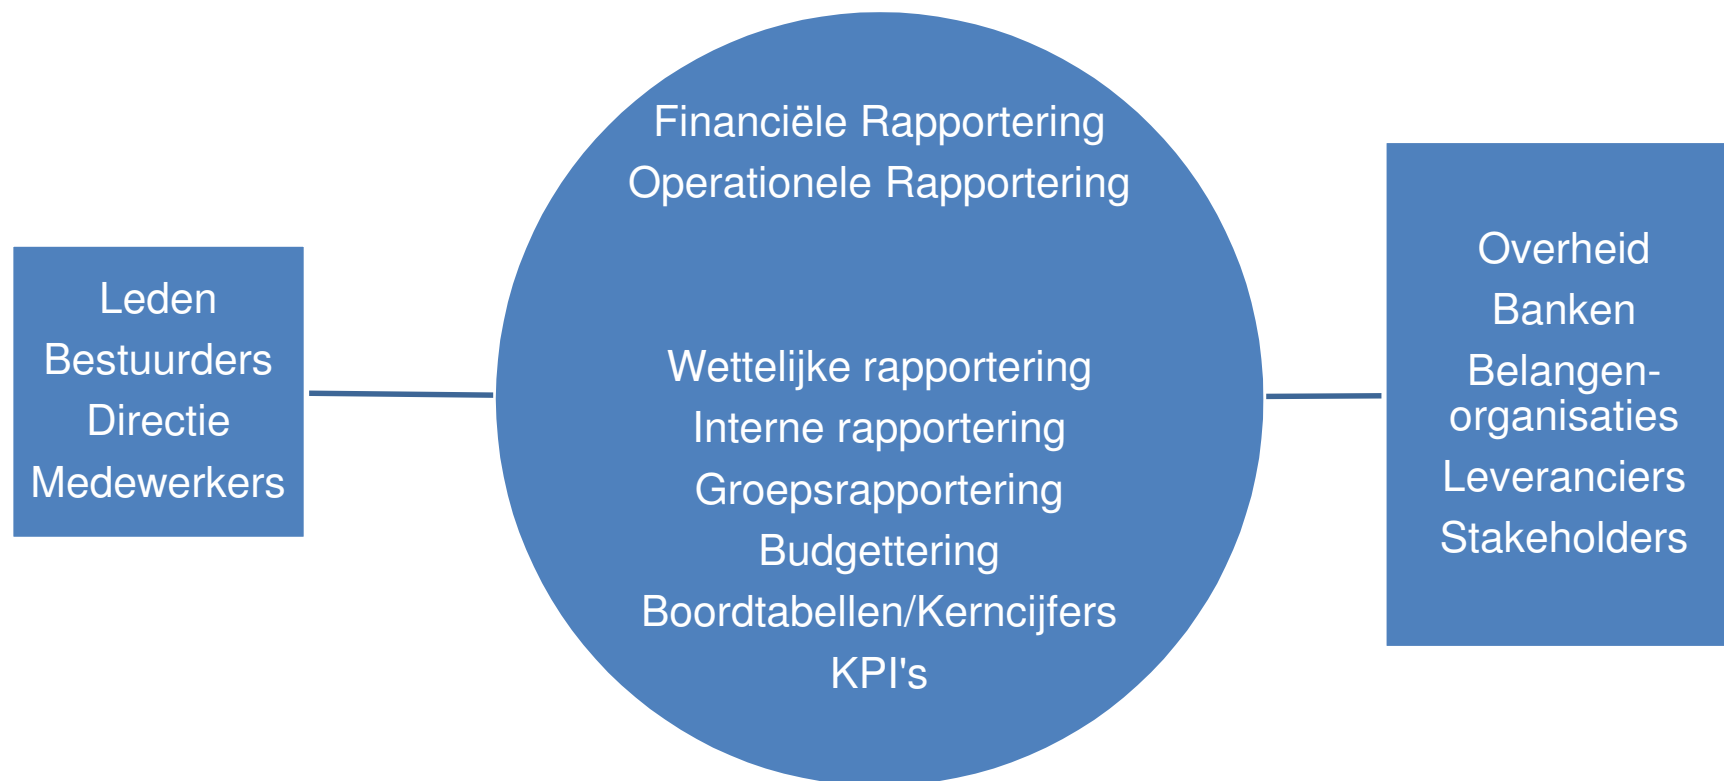 Leden
Bestuurders
Directie
Medewerkers
Financiële Rapportering
Operationele Rapportering
Wettelijke rapportering
Interne rapportering
Groepsrapportering
Budgettering
Boordtabellen/Kerncijfers
KPI's
Overheid
Banken
Belangen-
organisaties
Leveranciers
Stakeholders